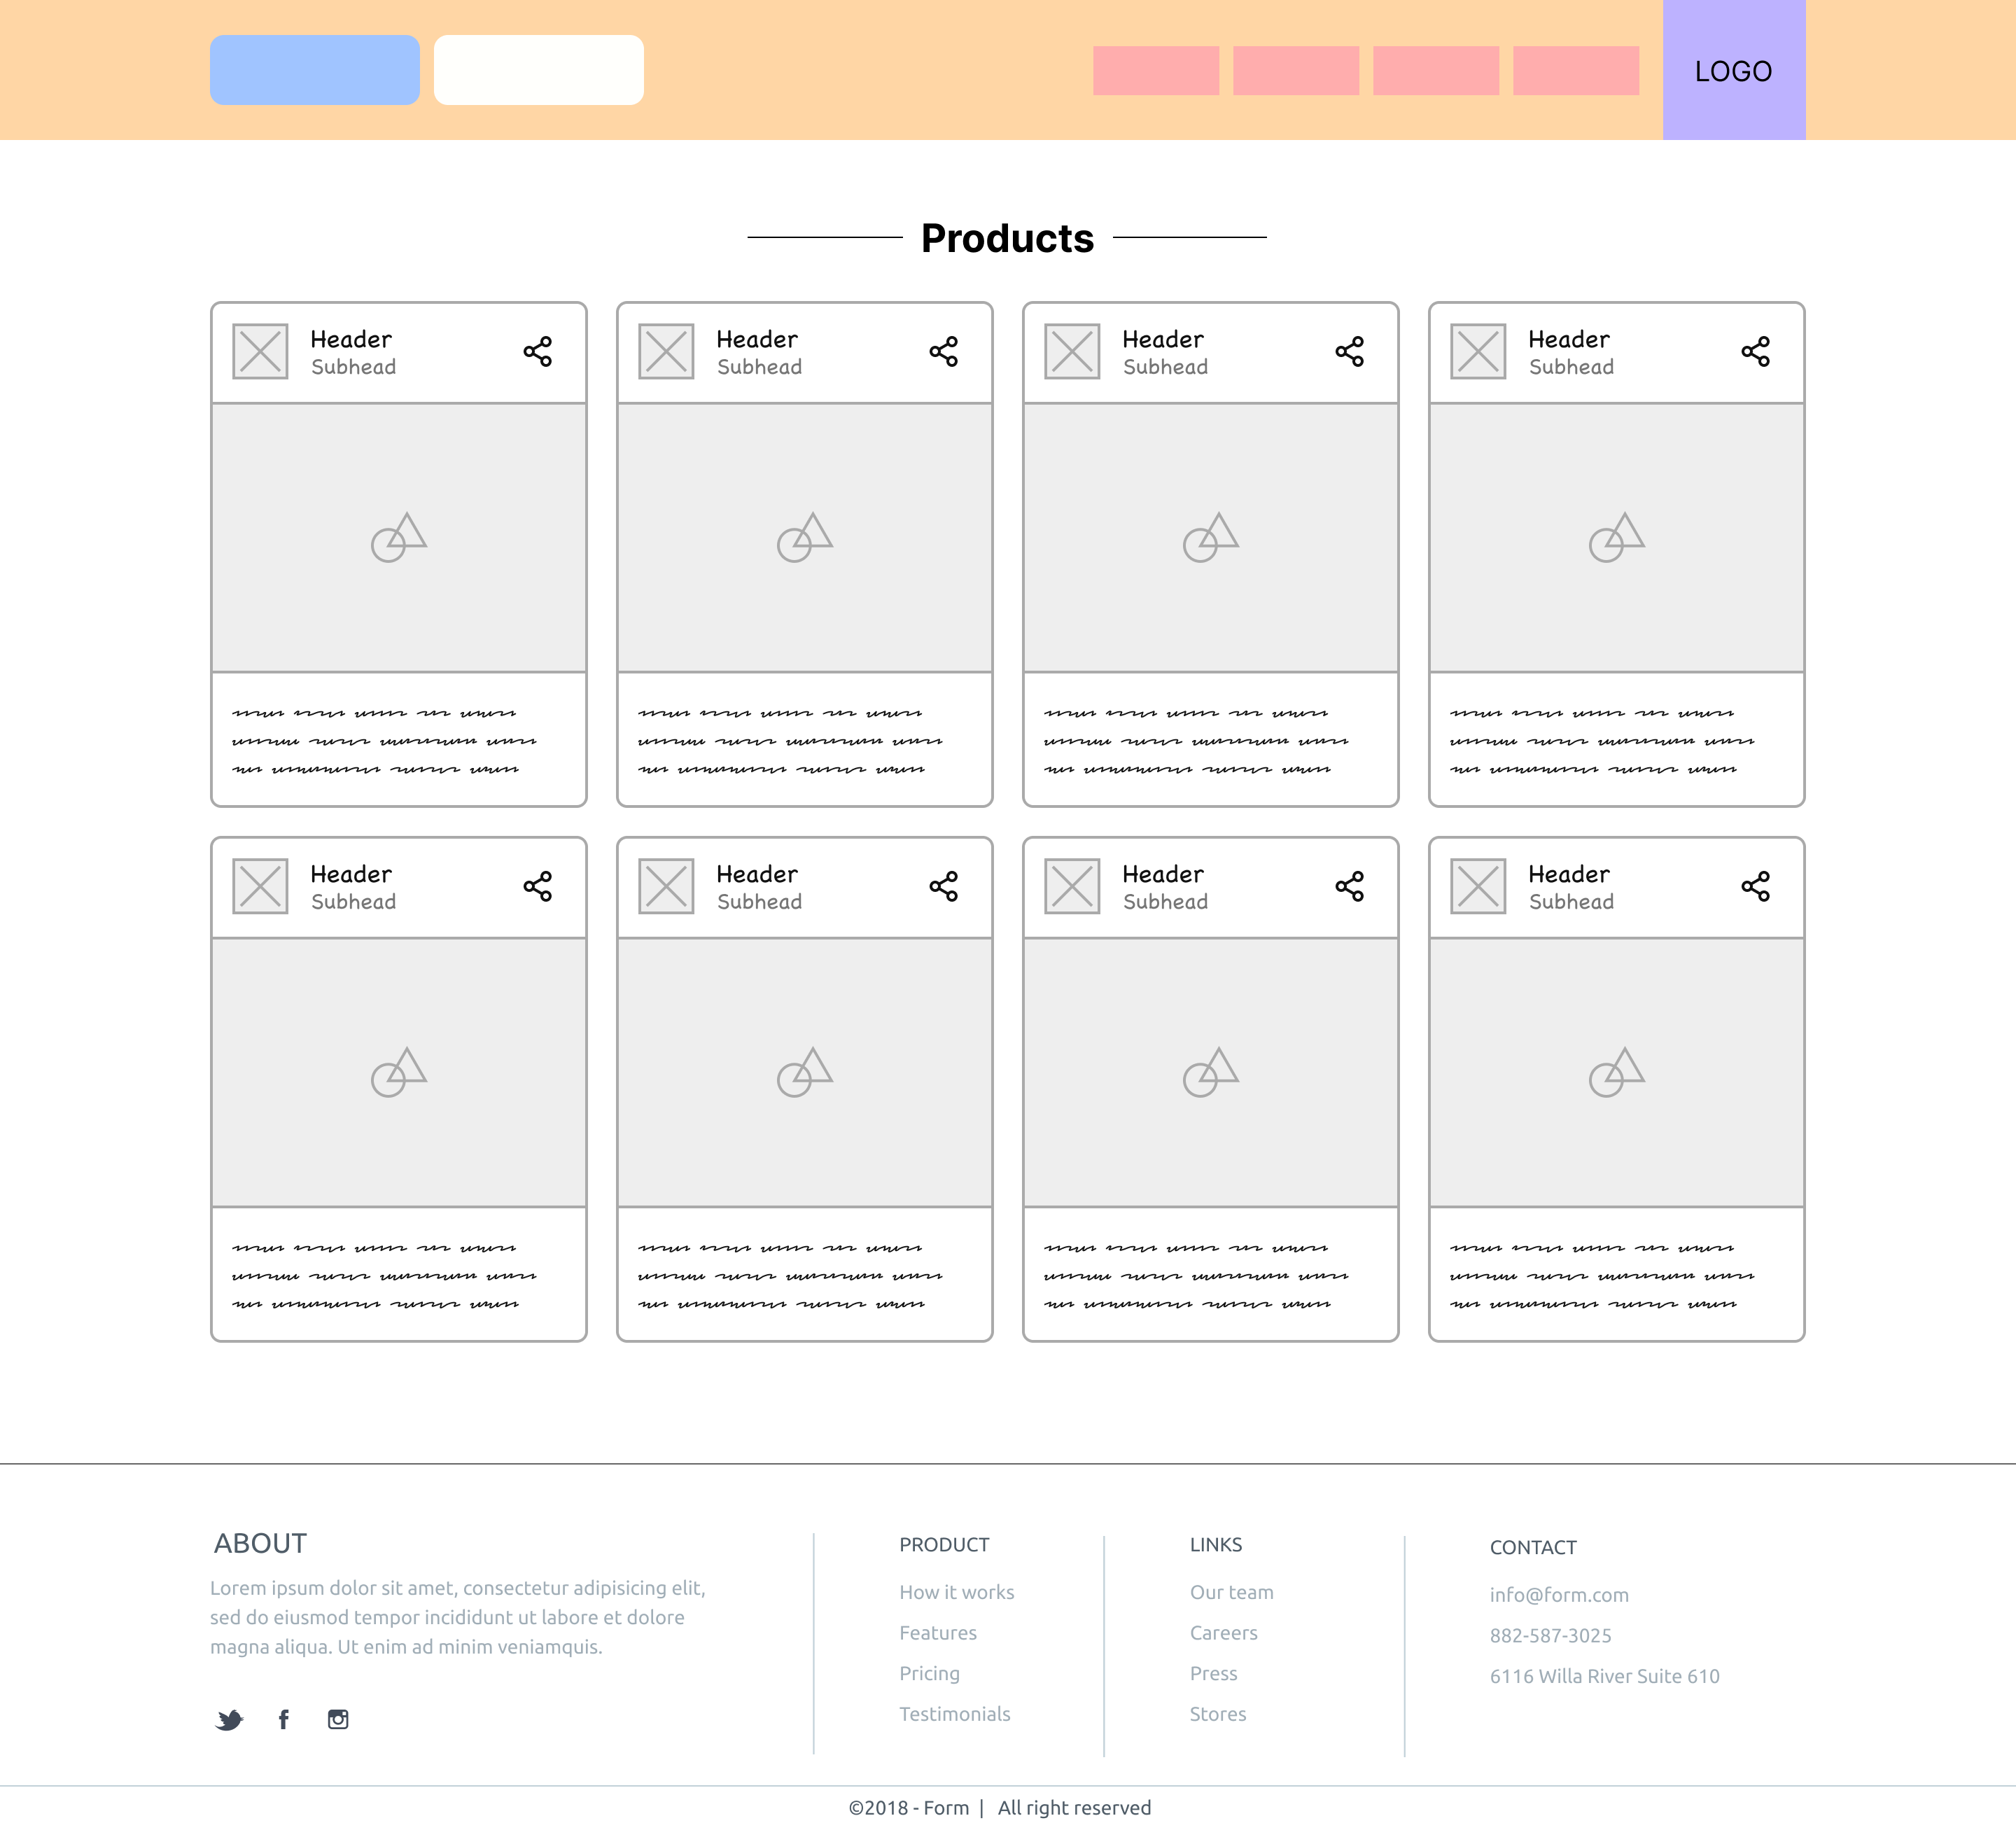 LOGO
Products
Header
Subhead
Header
Subhead
Header
Subhead
Header
Subhead
Header
Subhead
Header
Subhead
Header
Subhead
Header
Subhead
ABOUT
Lorem ipsum dolor sit amet, consectetur adipisicing elit,
sed do eiusmod tempor incididunt ut labore et dolore
magna aliqua. Ut enim ad minim veniamquis.
PRODUCT
How it works
Features
Pricing
Testimonials
LINKS
Our team
Careers
Press
Stores
CONTACT
info@form.com
882-587-3025
6116 Willa River Suite 610
©2018 - Form | All right reserved